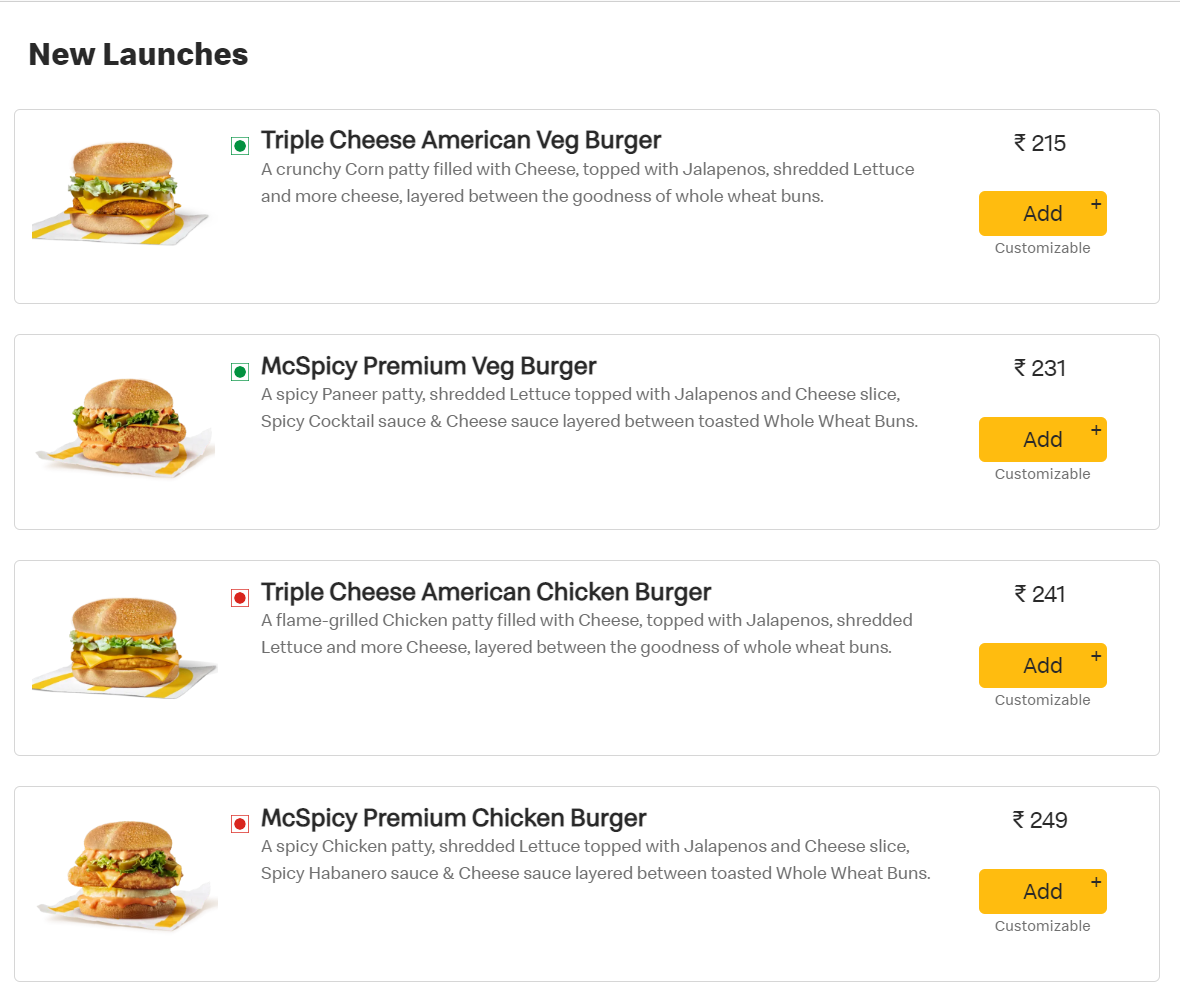 New Launches
Triple Cheese American Veg Burger
A crunchy Corn patty filled with Cheese, topped with Jalapenos, shredded Lettuce
and more cheese, layered between the goodness of whole wheat buns.
₹ 215
Add +
Customizable
McSpicy Premium Veg Burger
A spicy Paneer patty, shredded Lettuce topped with Jalapenos and Cheese slice,
Spicy Cocktail sauce & Cheese sauce layered between toasted Whole Wheat Buns.
₹ 231
Add +
Customizable
Triple Cheese American Chicken Burger
A flame-grilled Chicken patty filled with Cheese, topped with Jalapenos, shredded
Lettuce and more Cheese, layered between the goodness of whole wheat buns.
₹ 241
Add +
Customizable
McSpicy Premium Chicken Burger
A spicy Chicken patty, shredded Lettuce topped with Jalapenos and Cheese slice,
Spicy Habanero sauce & Cheese sauce layered between toasted Whole Wheat Buns.
₹ 249
Add +
Customizable